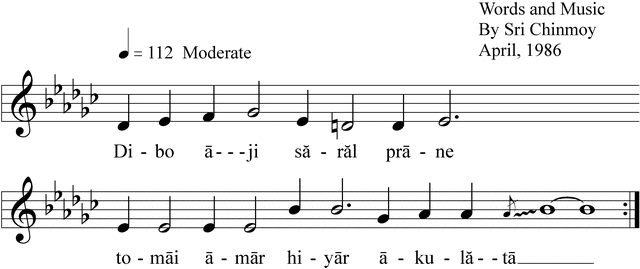 Words and Music
By Sri Chinmoy
April, 1986
= 112 Moderate
Di - bo ā - - - ji să - răl prā - ne
to - māi ā - mār hi - yār ā - ku - lă - - tā